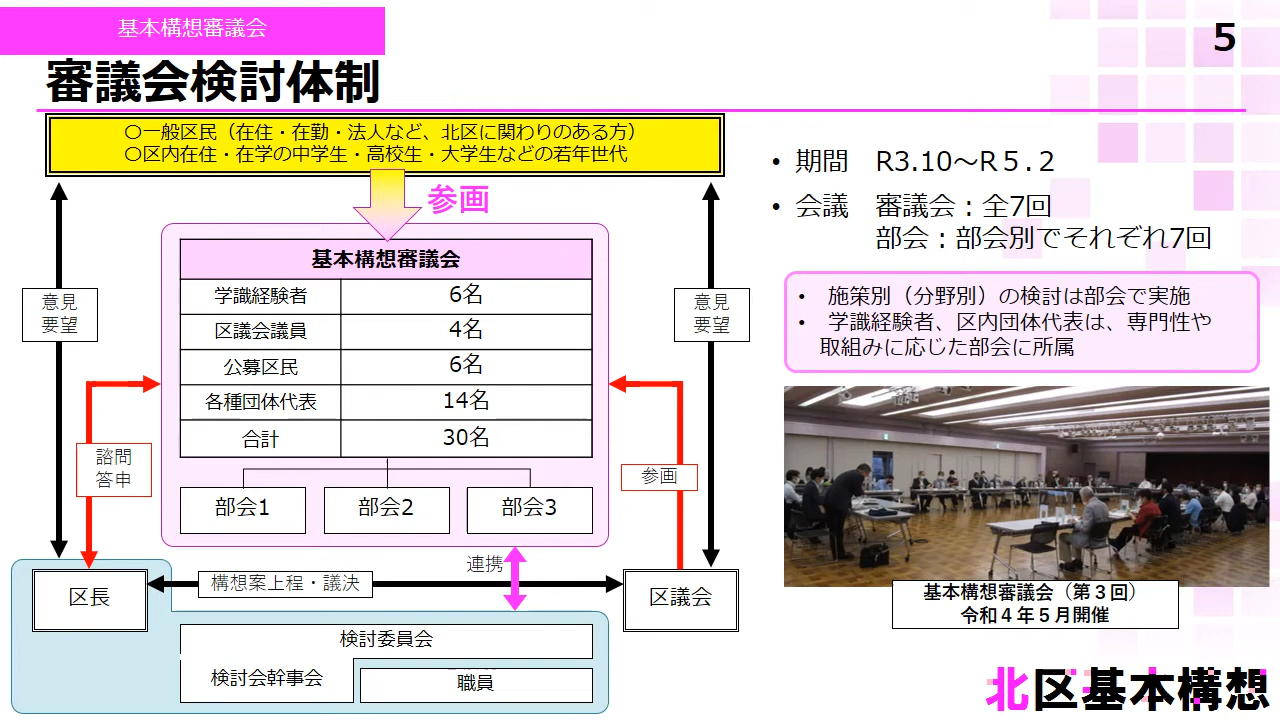 基本構想審議会
5
審議会検討体制
〇一般区民（在住・在勤・法人など、北区に関わりのある方）
〇区内在住・在学の中学生・高校生・大学生などの若年世代
参画
基本構想審議会
学識経験者 6名
区議会議員 4名
公募区民 6名
各種団体代表 14名
合計 30名
部会1 部会2 部会3
意見
要望
意見
要望
諮問
答申
参画
連携
区長
構想案上程・議決
区議会
検討委員会
検討会幹事会
職員
• 期間 R3.10～R５.２
• 会議 審議会：全7回
部会：部会別でそれぞれ7回
• 施策別（分野別）の検討は部会で実施
• 学識経験者、区内団体代表は、専門性や
取組みに応じた部会に所属
基本構想審議会（第３回）
令和４年５月開催
北区基本構想